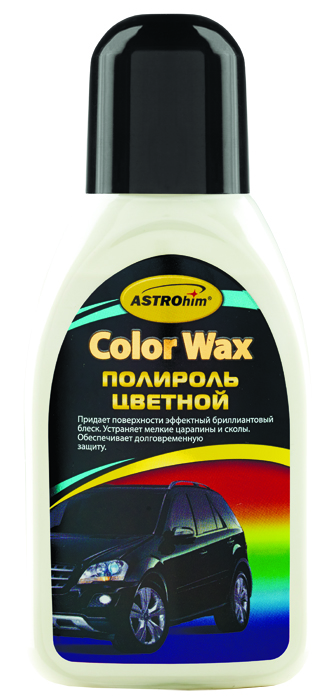 ASTROhim®
Color Wax
ПОЛИРОЛЬ
ЦВЕТНОЙ
Придает поверхности эффектный бриллиантовый
блеск. Устраняет мелкие царапины и сколы.
Обеспечивает долговременную
защиту.